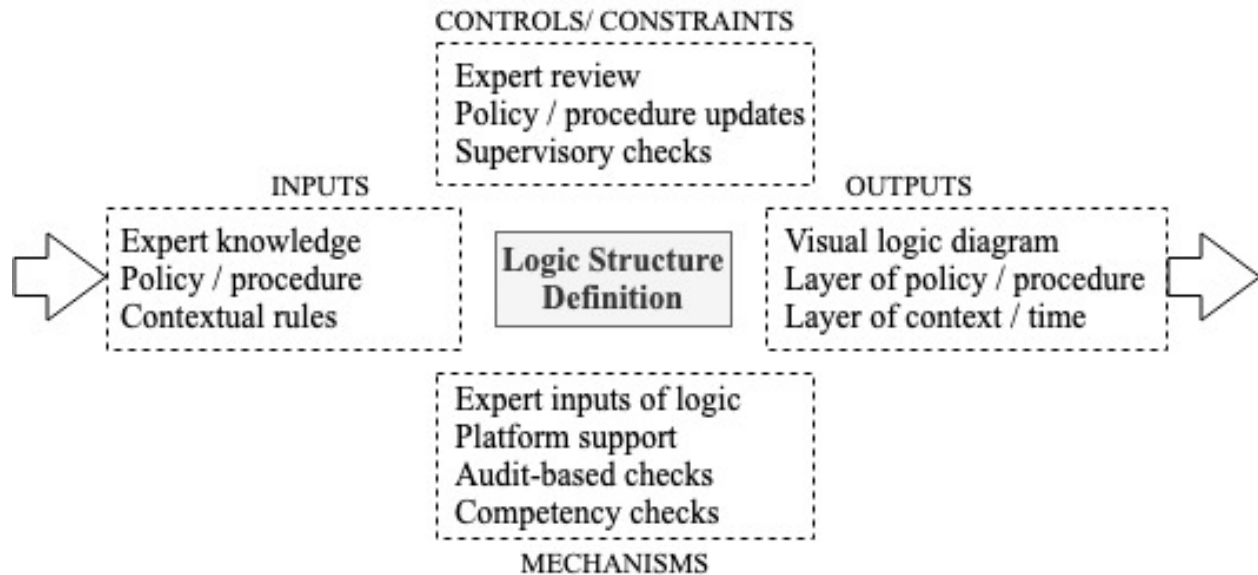 CONTROLS/ CONSTRAINTS
Expert review
Policy / procedure updates
Supervisory checks
INPUTS
Expert knowledge
Policy / procedure
Contextual rules
Logic Structure
Definition
OUTPUTS
Visual logic diagram
Layer of policy / procedure
Layer of context / time
Expert inputs of logic
Platform support
Audit-based checks
Competency checks
MECHANISMS